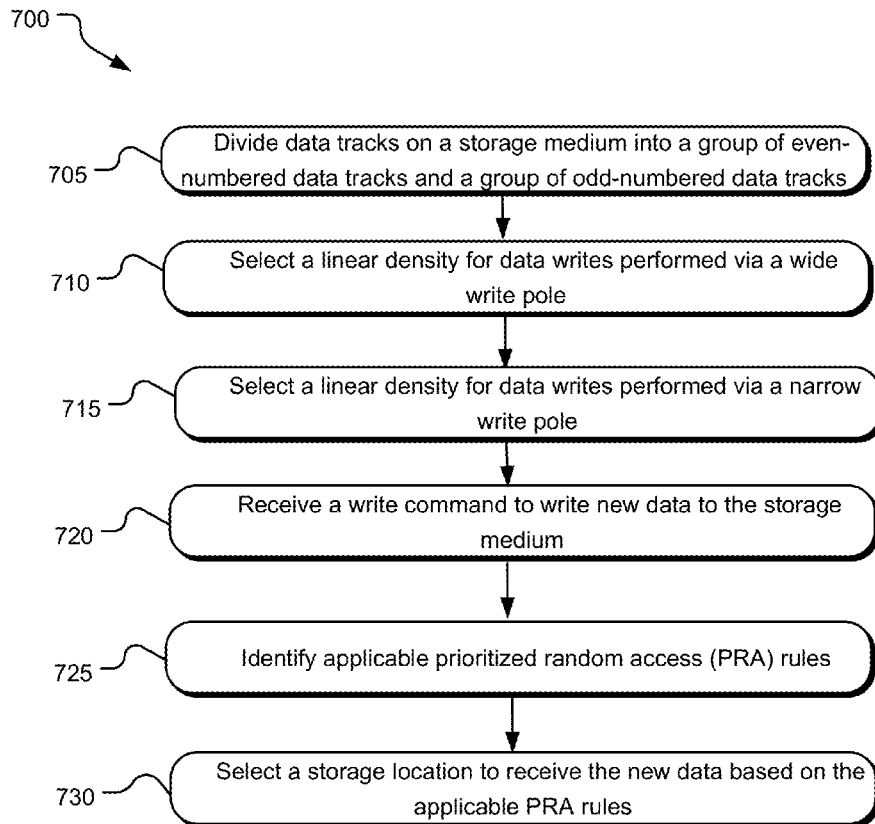 700
Divide data tracks on a storage medium into a group of even-
numbered data tracks and a group of odd-numbered data tracks
705
Select a linear density for data writes performed via a wide
write pole
710
Select a linear density for data writes performed via a narrow
write pole
715
Receive a write command to write new data to the storage
medium
720
Identify applicable prioritized random access (PRA) rules
725
Select a storage location to receive the new data based on the
applicable PRA rules
730